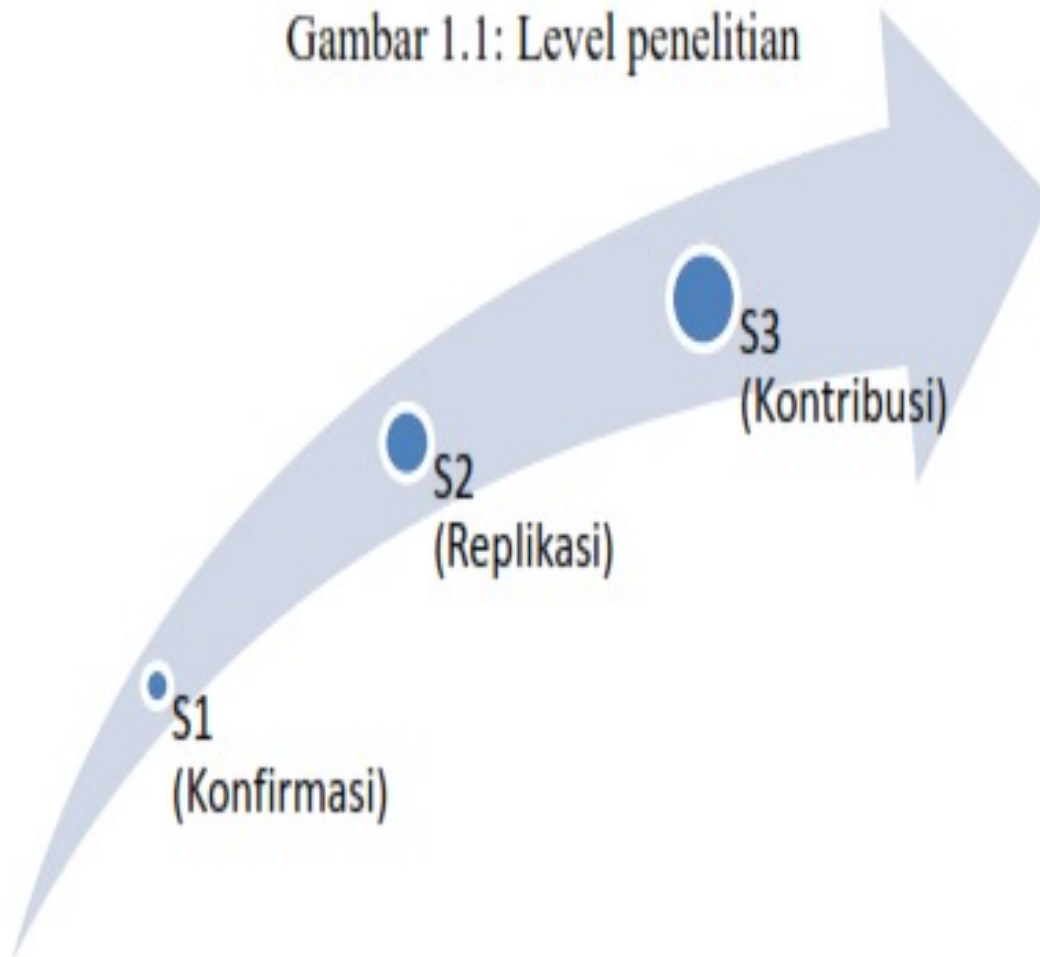 Gambar 1.1: Level penelitian
S3
(Kontribusi)
S2
(Replikasi)
S1
(Konfirmasi)